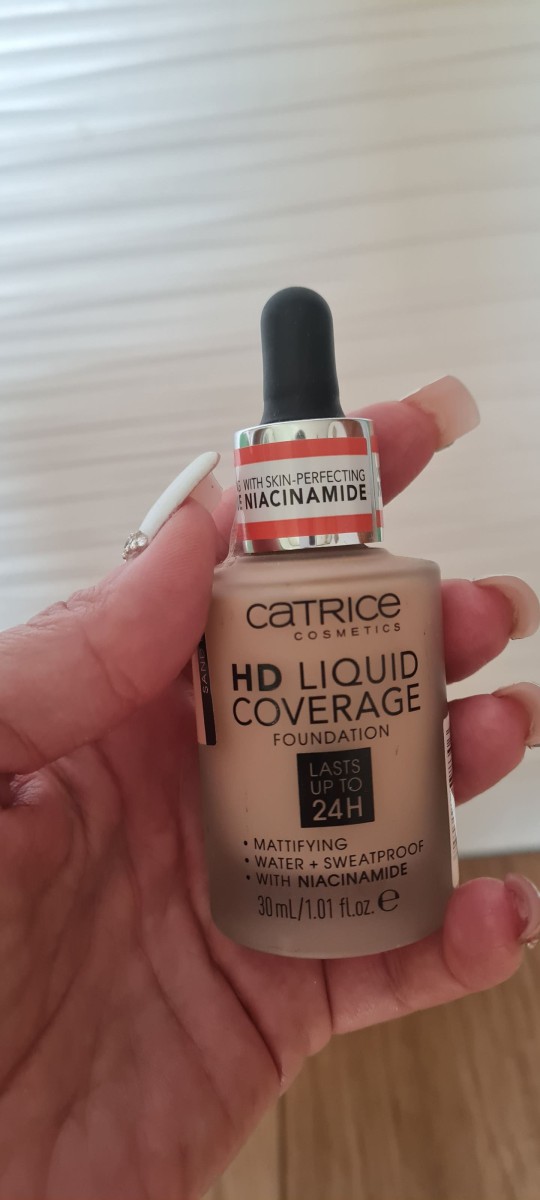 WITH SKIN-PERFECTING
NIACINAMIDE
CATRICE
COSMETICS
HD LIQUID
COVERAGE
FOUNDATION
LASTS
UP TO
24H
• MATTIFYING
• WATER + SWEATPROOF
• WITH NIACINAMIDE
30 mL/1.01 fl.oz. ℮